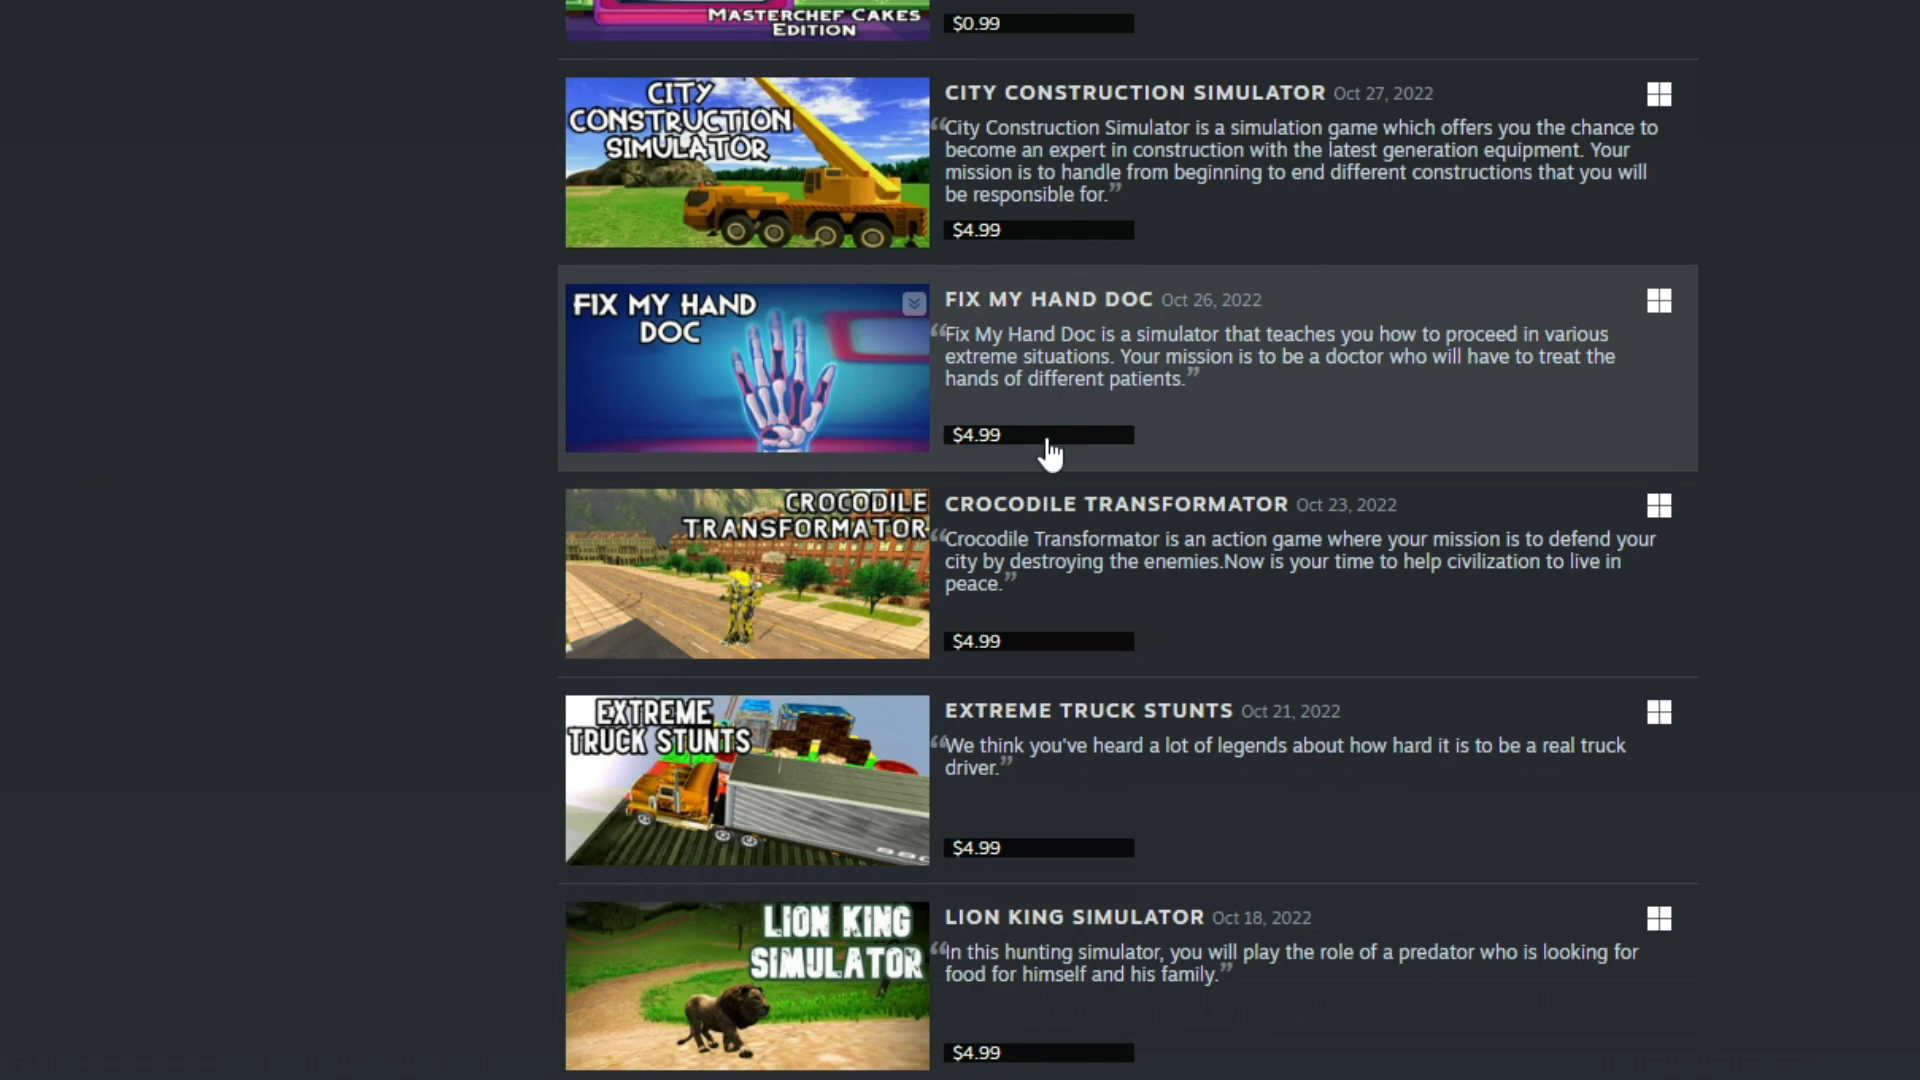 MASTERCHEF CAKES
EDITION
$0.99
CITY
CONSTRUCTION
SIMULATOR
CITY CONSTRUCTION SIMULATOR Oct 27, 2022
“City Construction Simulator is a simulation game which offers you the chance to
become an expert in construction with the latest generation equipment. Your
mission is to handle from beginning to end different constructions that you will
be responsible for.”
$4.99
FIX MY HAND
DOC
FIX MY HAND DOC Oct 26, 2022
“Fix My Hand Doc is a simulator that teaches you how to proceed in various
extreme situations. Your mission is to be a doctor who will have to treat the
hands of different patients.”
$4.99
CROCODILE
TRANSFORMATOR
CROCODILE TRANSFORMATOR Oct 23, 2022
“Crocodile Transformator is an action game where your mission is to defend your
city by destroying the enemies.Now is your time to help civilization to live in
peace.”
$4.99
EXTREME
TRUCK STUNTS
EXTREME TRUCK STUNTS Oct 21, 2022
“We think you've heard a lot of legends about how hard it is to be a real truck
driver.”
$4.99
LION KING
SIMULATOR
LION KING SIMULATOR Oct 18, 2022
“In this hunting simulator, you will play the role of a predator who is looking for
food for himself and his family.”
$4.99